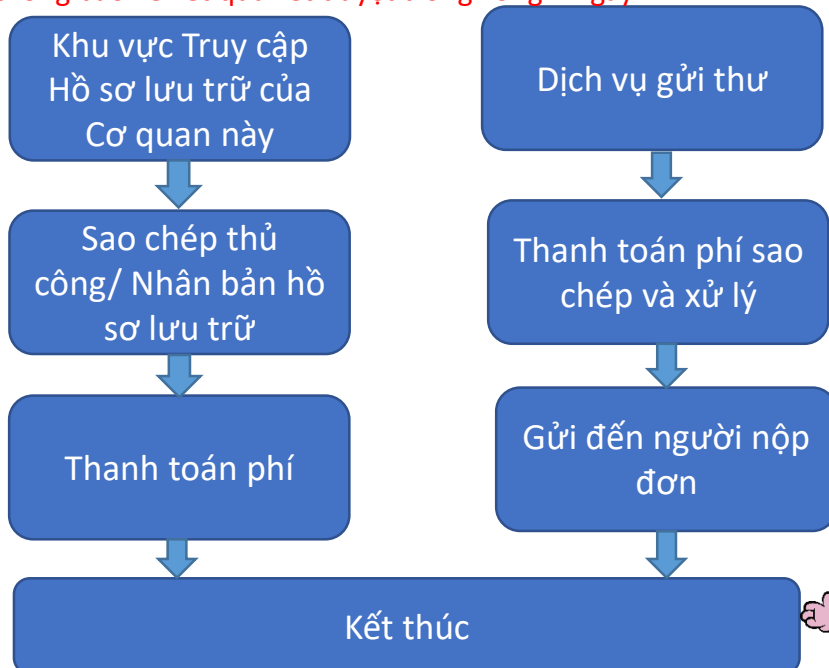 Khu vực Truy cập
Hồ sơ lưu trữ của
Cơ quan này
Sao chép thủ
công/ Nhân bản hồ
sơ lưu trữ
Thanh toán phí
Dịch vụ gửi thư
Thanh toán phí sao
chép và xử lý
Gửi đến người nộp
đơn
Kết thúc